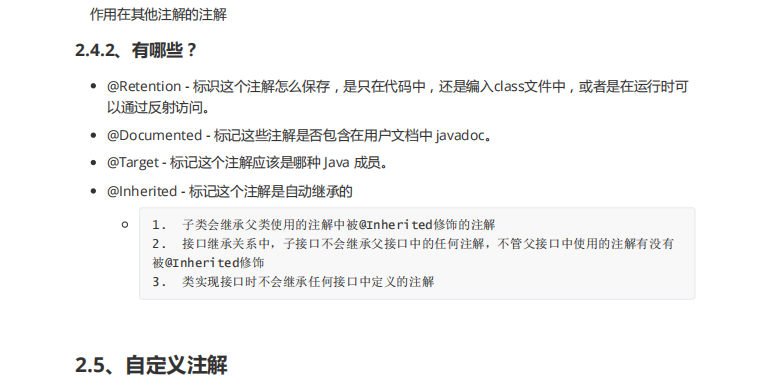 作用在其他注解的注解
2.4.2、有哪些？
@Retention - 标识这个注解怎么保存，是只在代码中，还是编入class文件中，或者是在运行时可
以通过反射访问。
@Documented - 标记这些注解是否包含在用户文档中 javadoc。
@Target - 标记这个注解应该是哪种 Java 成员。
@Inherited - 标记这个注解是自动继承的
1. 子类会继承父类使用的注解中被@Inherited修饰的注解
2. 接口继承关系中，子接口不会继承父接口中的任何注解，不管父接口中使用的注解有没有
被@Inherited修饰
3. 类实现接口时不会继承任何接口中定义的注解
2.5、自定义注解